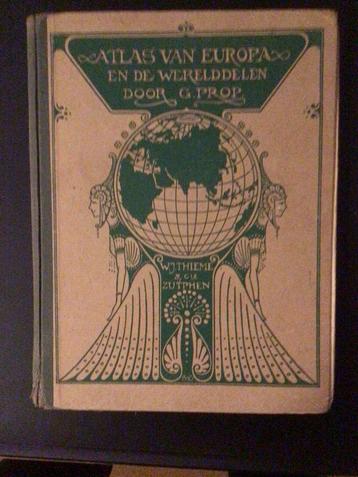 ATLAS VAN EUROPA
EN DE WERELDDELEN
DOOR G. PROP.
W.J. THIEME
& CIE
ZUTPHEN